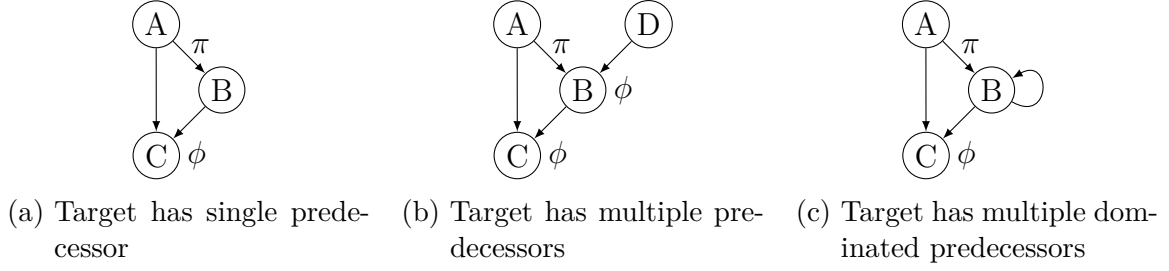 A
π
B
C
ϕ
(a) Target has single prede-
cessor
A
D
π
B
ϕ
C
ϕ
(b) Target has multiple pre-
decessors
A
π
B
C
ϕ
(c) Target has multiple dom-
inated predecessors